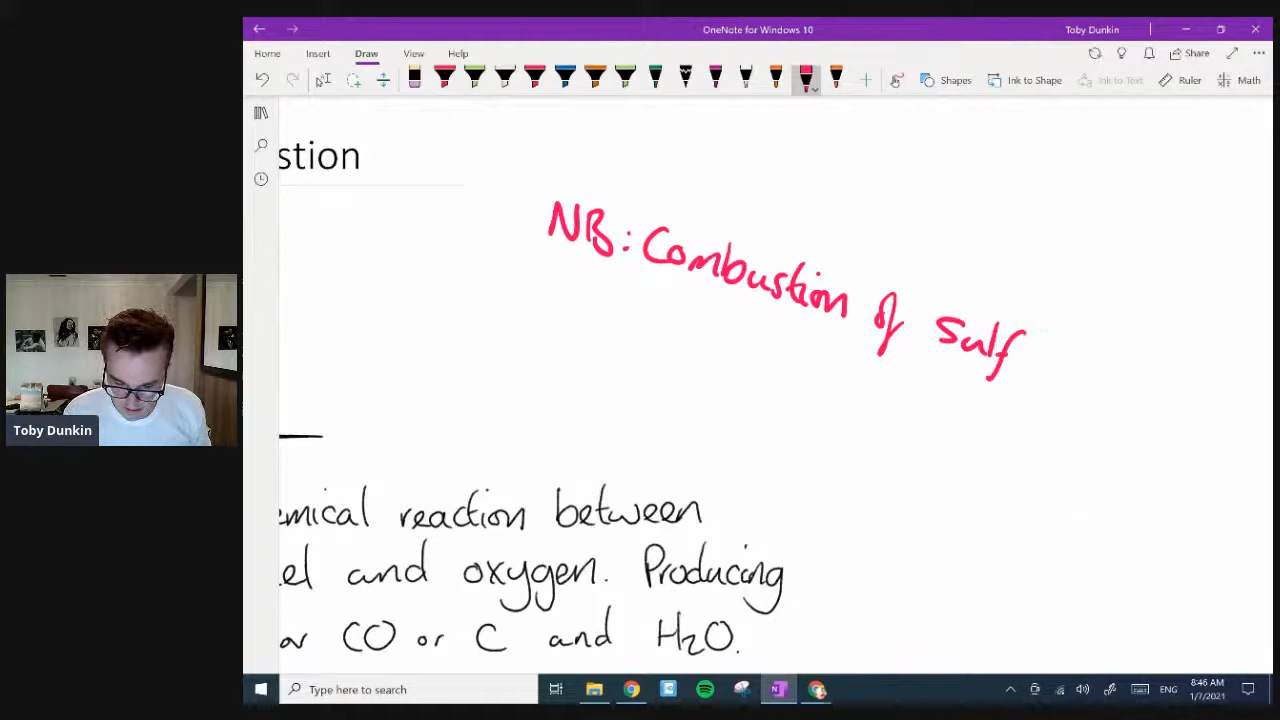 OneNote for Windows 10
Toby Dunkin
Home Insert Draw View Help
Share
Shapes
Ink to Shape
Ink to Text
Ruler
Math
stion
NB: Combustion of sulf
emical reaction between
el and oxygen. Producing
or CO or C and H2O.
Toby Dunkin
Type here to search
ENG
8:46 AM
1/7/2021